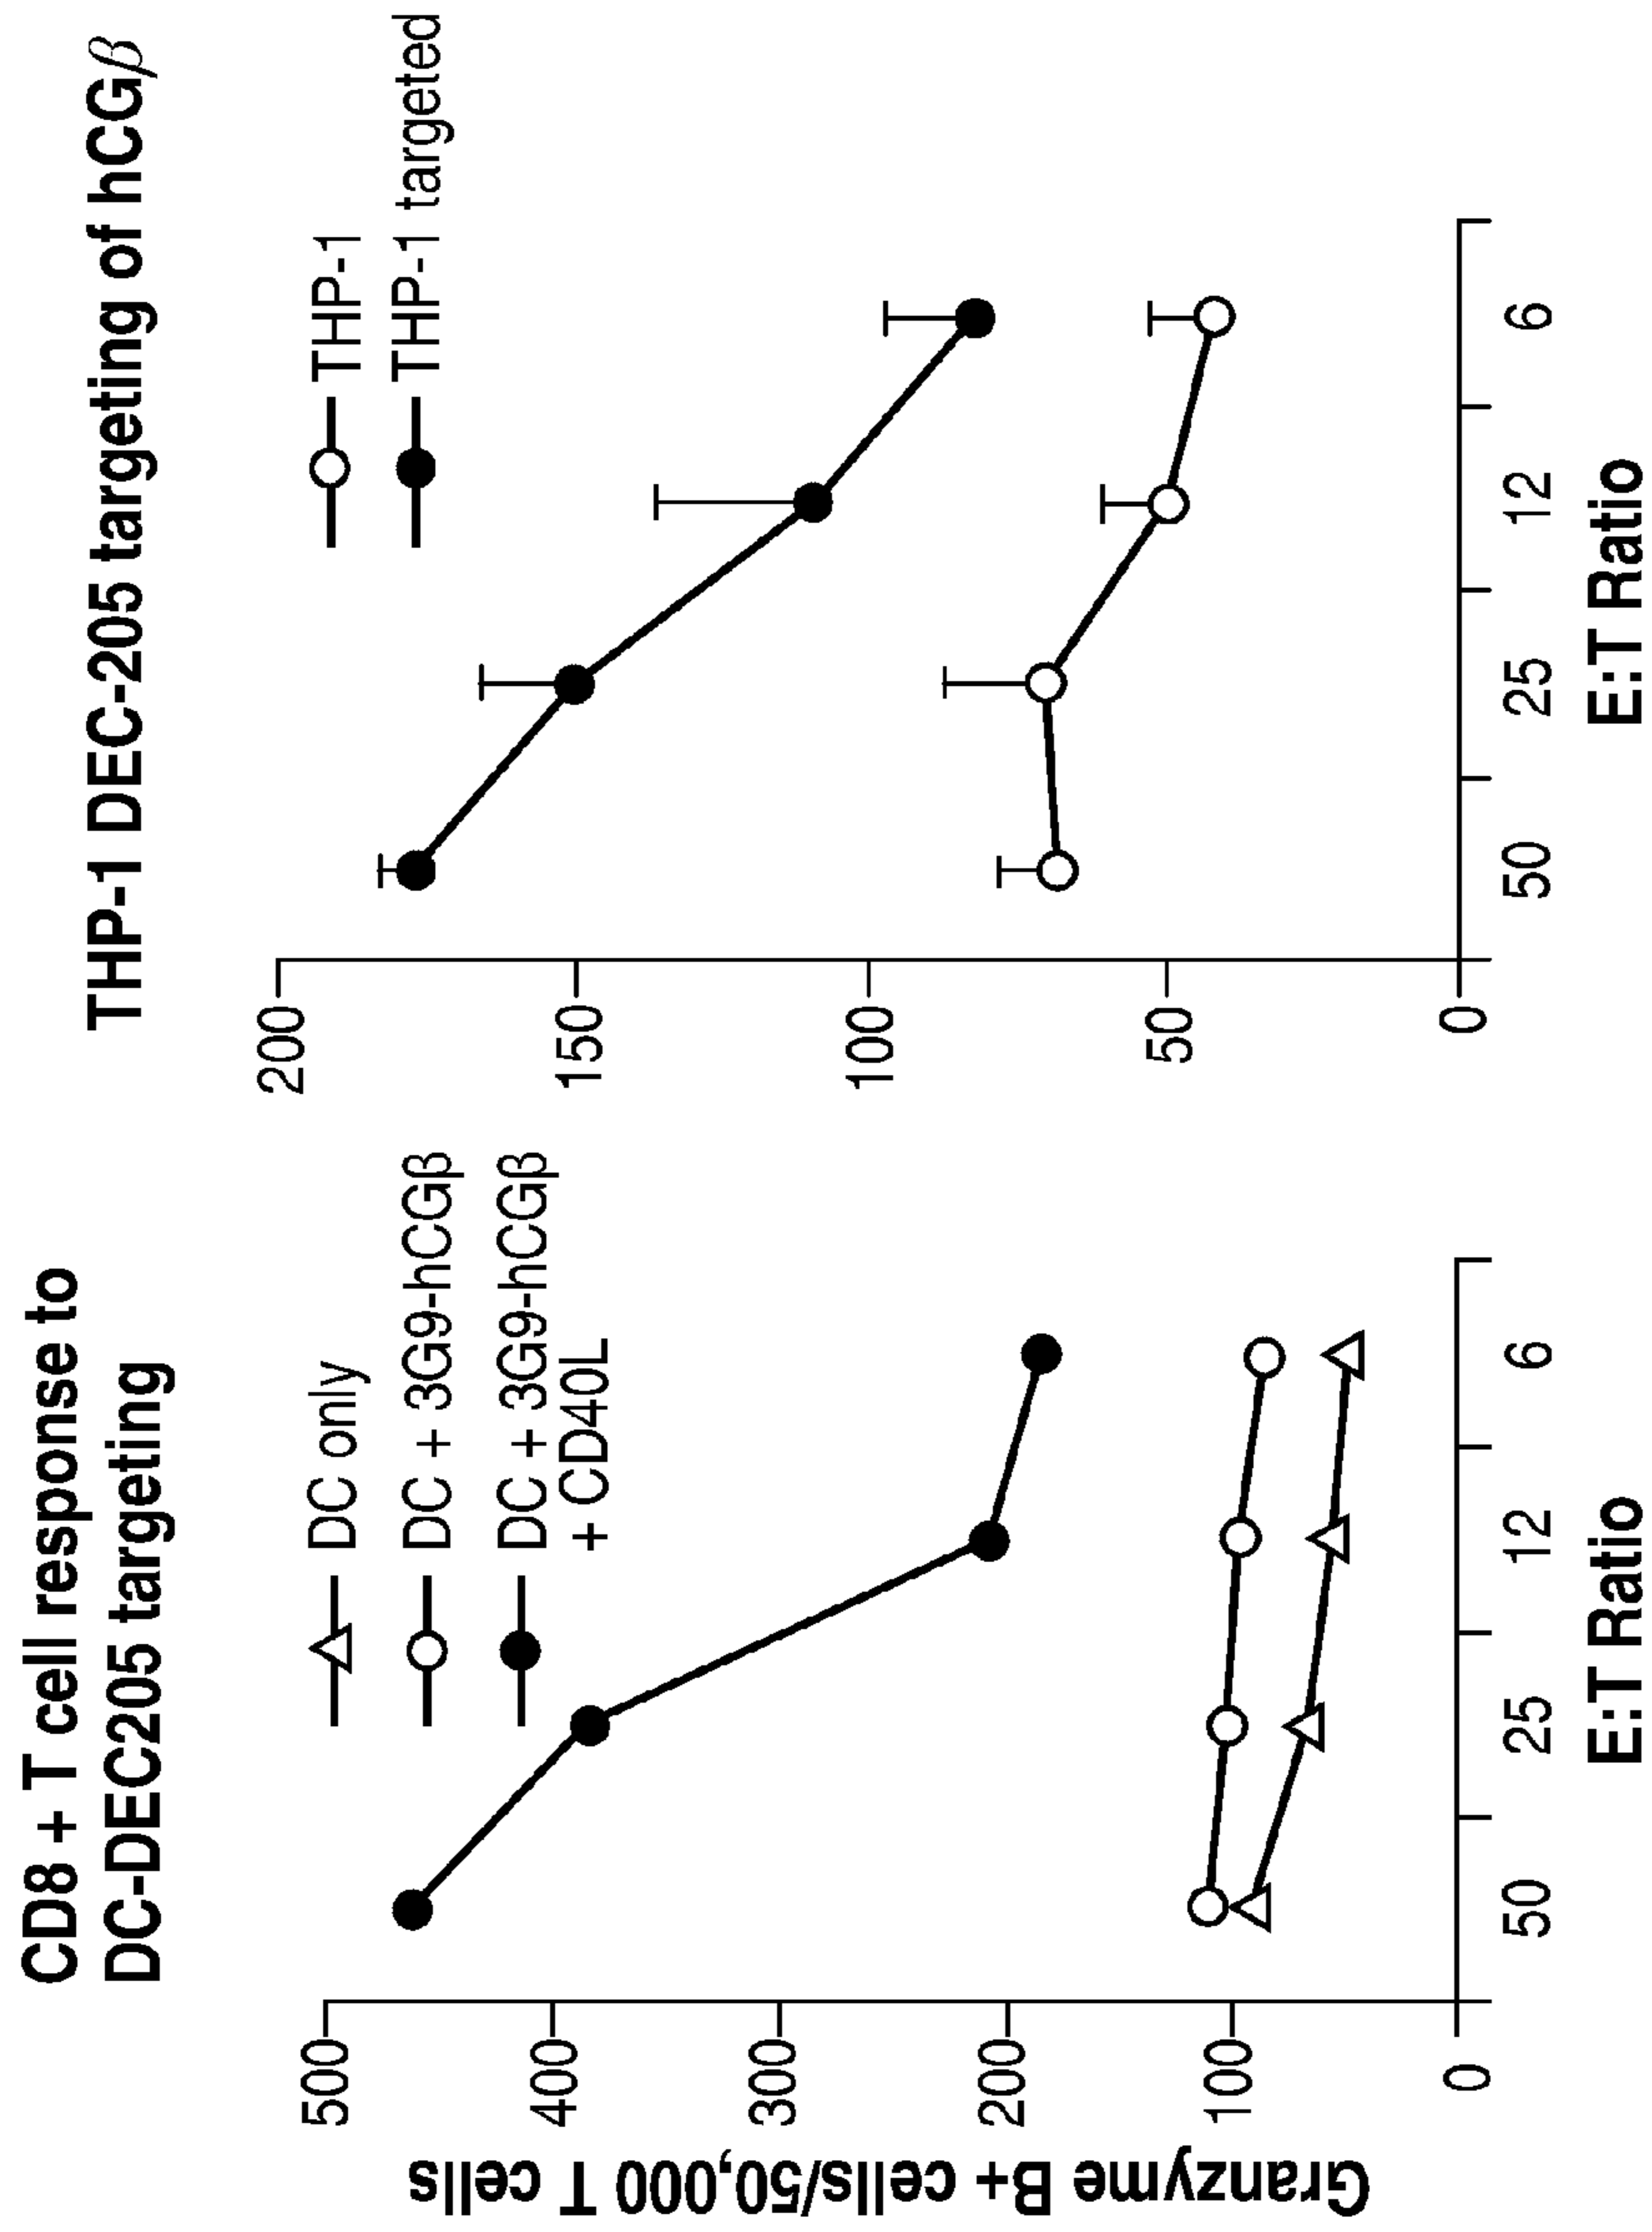 CD8 + T cell response to
DC-DEC205 targeting
DC only
DC + 3G9-hCGβ
DC + 3G9-hCGβ
+ CD40L
Granzyme B+ cells/50,000 T cells
500
400
300
200
100
0
50 25 12 6
E:T Ratio
THP-1 DEC-205 targeting of hCGβ
THP-1
THP-1 targeted
200
150
100
50
0
50 25 12 6
E:T Ratio